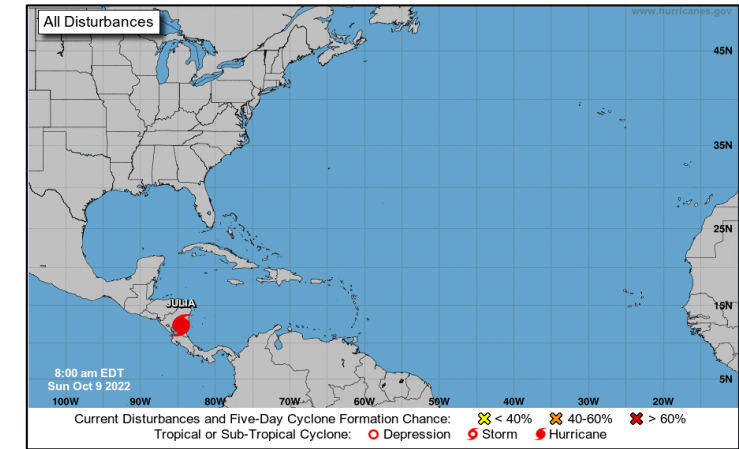 All Disturbances
www.hurricanes.gov
45N
35N
25N
JULIA
15N
8:00 am EDT
Sun Oct 9 2022
5N
100W 90W 80W 70W 60W 50W 40W 30W 20W
Current Disturbances and Five-Day Cyclone Formation Chance: < 40% 40-60% > 60%
Tropical or Sub-Tropical Cyclone: Depression Storm Hurricane